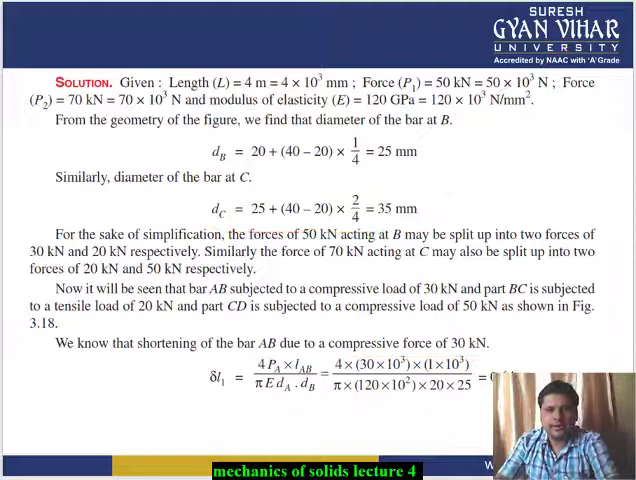 SURESH
GYAN VIHAR
UNIVERSITY
Accredited by NAAC with 'A' Grade
SOLUTION. Given : Length (L) = 4 m = 4 × 10³ mm ; Force (P₁) = 50 kN = 50 × 10³ N ; Force
(P₂) = 70 kN = 70 × 10³ N and modulus of elasticity (E) = 120 GPa = 120 × 10³ N/mm².
From the geometry of the figure, we find that diameter of the bar at B.
d_B = 20 + (40 – 20) × 1/4 = 25 mm
Similarly, diameter of the bar at C.
d_C = 25 + (40 – 20) × 2/4 = 35 mm
For the sake of simplification, the forces of 50 kN acting at B may be split up into two forces of
30 kN and 20 kN respectively. Similarly the force of 70 kN acting at C may also be split up into two
forces of 20 kN and 50 kN respectively.
Now it will be seen that bar AB subjected to a compressive load of 30 kN and part BC is subjected
to a tensile load of 20 kN and part CD is subjected to a compressive load of 50 kN as shown in Fig.
3.18.
We know that shortening of the bar AB due to a compressive force of 30 kN.
δl₁ = 4 P_A × l_AB / π E d_A . d_B = 4 × (30 × 10³) × (1 × 10³) / π × (120 × 10²) × 20 × 25 =
mechanics of solids lecture 4